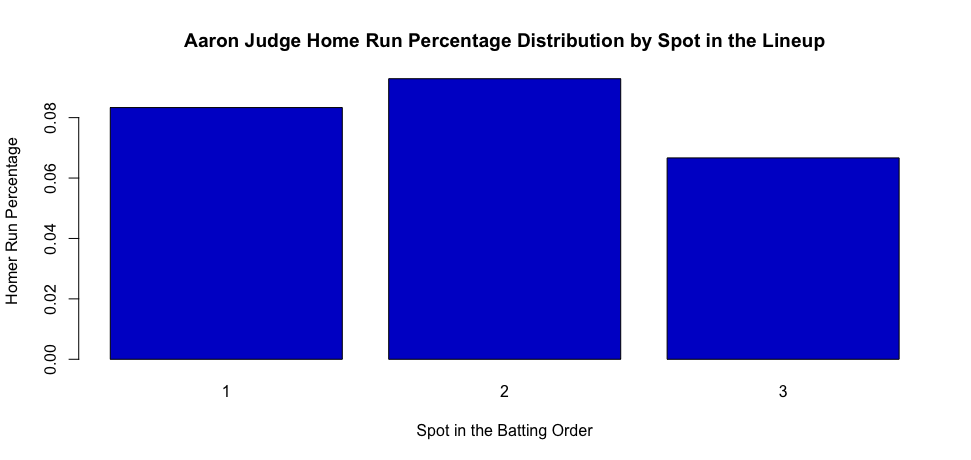 Aaron Judge Home Run Percentage Distribution by Spot in the Lineup
Homer Run Percentage
0.08
0.06
0.04
0.02
0.00
1 2 3
Spot in the Batting Order